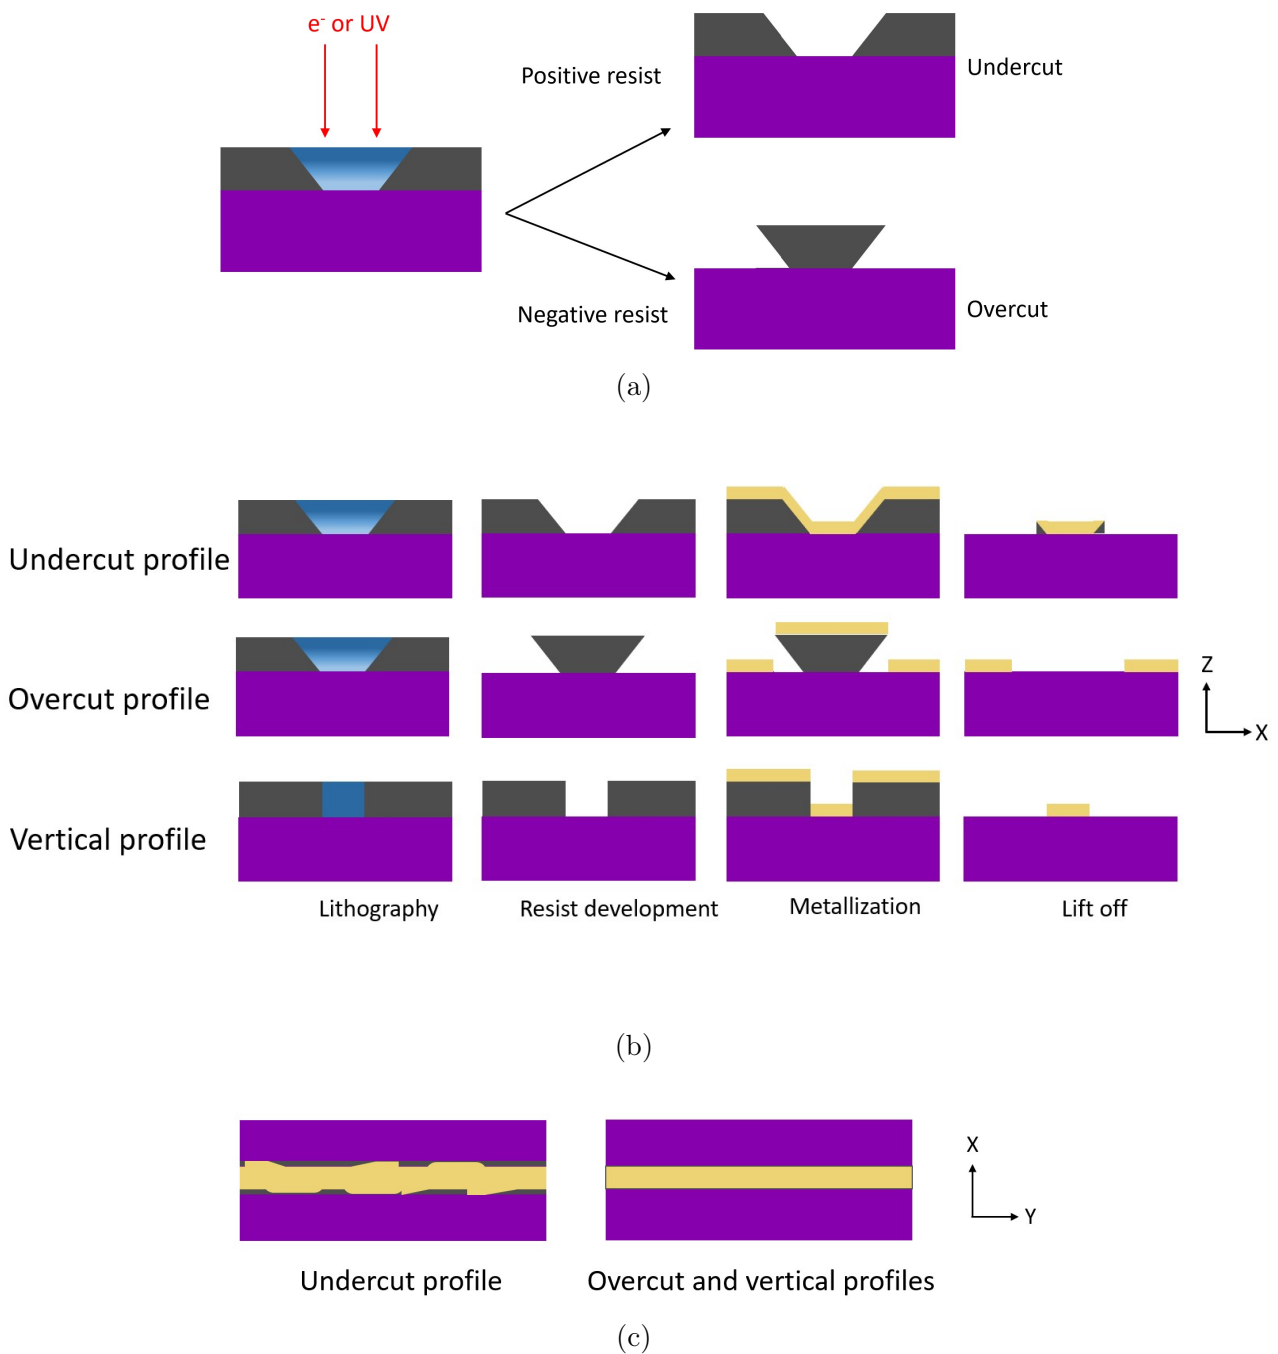 e⁻ or UV
Positive resist
Undercut
Negative resist
Overcut
(a)
Undercut profile
Overcut profile
Z
X
Vertical profile
Lithography
Resist development
Metallization
Lift off
(b)
X
Y
Undercut profile
Overcut and vertical profiles
(c)